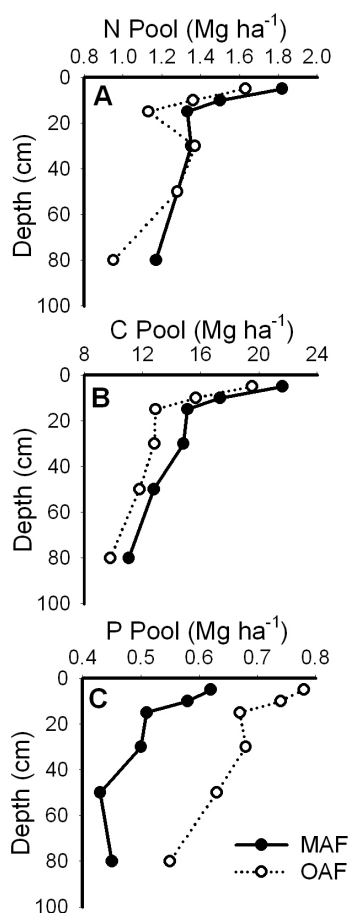 N Pool (Mg ha⁻¹)
0.8 1.0 1.2 1.4 1.6 1.8 2.0
0
20
40
60
80
100
A
Depth (cm)
C Pool (Mg ha⁻¹)
8 12 16 20 24
0
20
40
60
80
100
B
Depth (cm)
P Pool (Mg ha⁻¹)
0.4 0.5 0.6 0.7 0.8
0
20
40
60
80
100
C
Depth (cm)
MAF
OAF